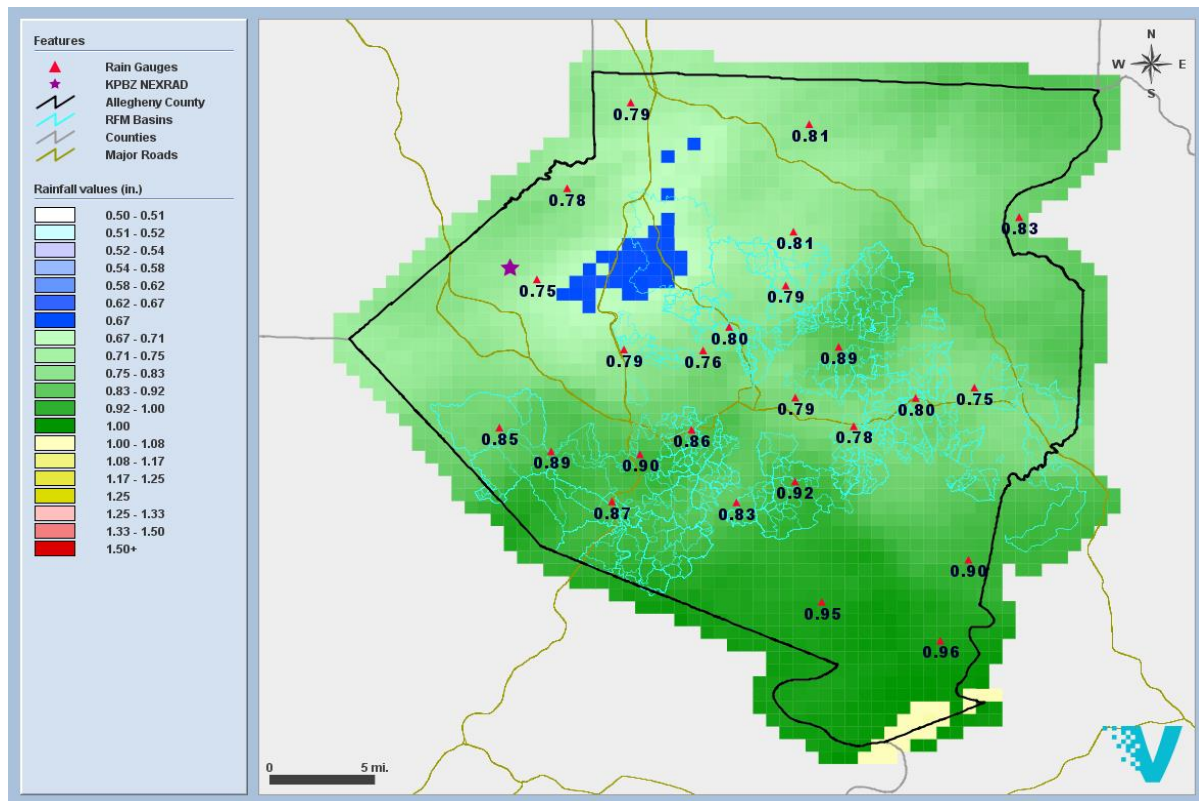 Features
Rain Gauges
KPBZ NEXRAD
Allegheny County
RFM Basins
Counties
Major Roads
Rainfall values (in.)
0.50 - 0.51
0.51 - 0.52
0.52 - 0.54
0.54 - 0.58
0.58 - 0.62
0.62 - 0.67
0.67
0.67 - 0.71
0.71 - 0.75
0.75 - 0.83
0.83 - 0.92
0.92 - 1.00
1.00
1.00 - 1.08
1.08 - 1.17
1.17 - 1.25
1.25
1.25 - 1.33
1.33 - 1.50
1.50+
N
W E
S
0.79
0.81
0.78
0.83
0.81
0.75
0.79
0.80
0.79
0.76
0.89
0.75
0.79
0.80
0.85
0.86
0.78
0.89
0.90
0.92
0.87
0.83
0.90
0.95
0.96
0 5 mi.
V